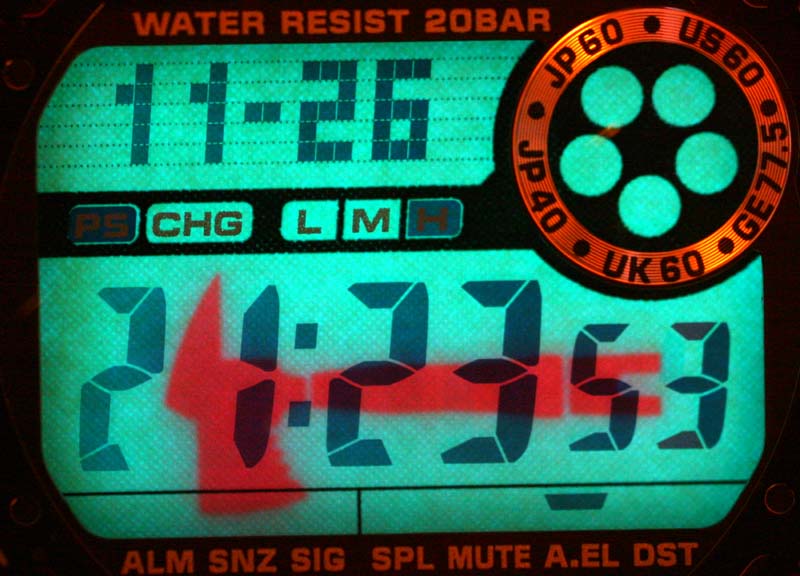 WATER RESIST 20BAR
11-26
JP 60
US 60
GE 77.5
UK 60
JP 40
PS CHG L M H
21:23 53
ALM SNZ SIG SPL MUTE A.EL DST